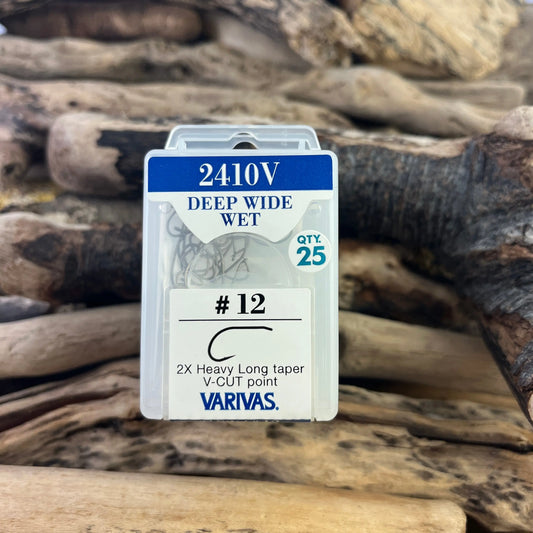 2410V
DEEP WIDE
WET
QTY.
25
# 12
2X Heavy Long taper
V-CUT point
VARIVAS.